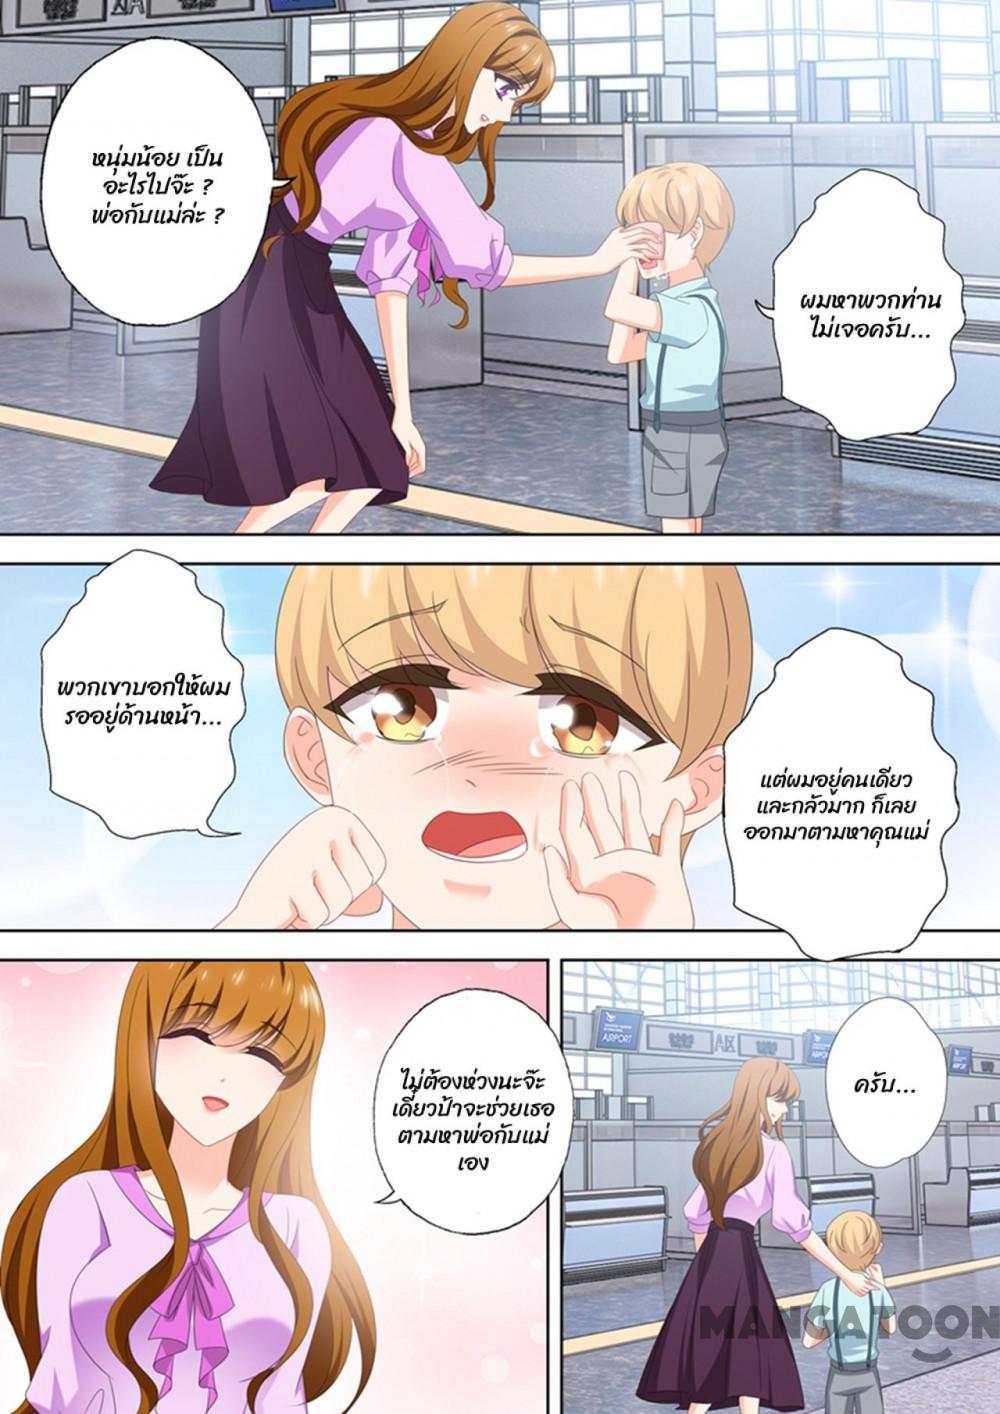 หนุ่มน้อย เป็น
อะไรไปจ๊ะ ?
พ่อกับแม่ล่ะ ?
ผมหาพวกท่าน
ไม่เจอครับ...
พวกเขาบอกให้ผม
รออยู่ด้านหน้า...
แต่ผมอยู่คนเดียว
และกลัวมาก ก็เลย
ออกมาตามหาคุณแม่
ไม่ต้องห่วงนะจ๊ะ
เดี๋ยวป้าจะช่วยเธอ
ตามหาพ่อกับแม่
เอง
ครับ...
AIRPORT
AIRPORT
AIRPORT
MANGATOON